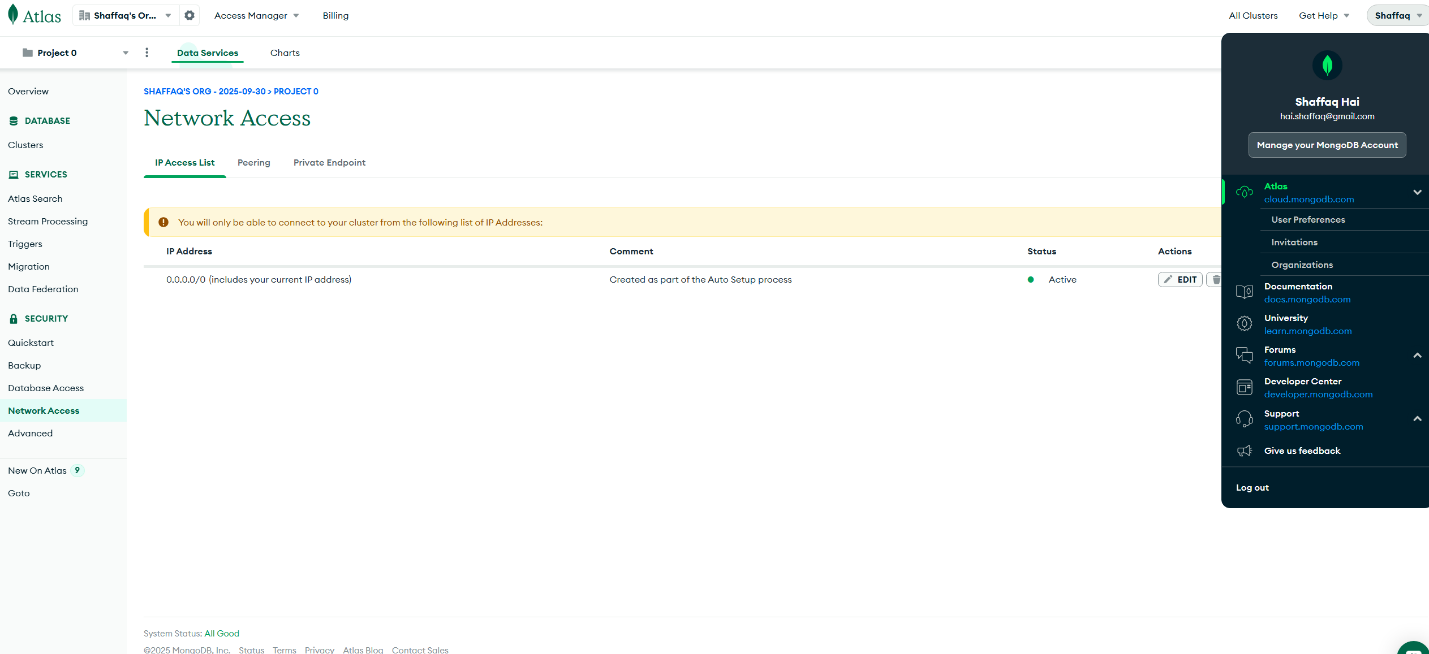 Atlas
Shaffaq's Or...
Access Manager
Billing
All Clusters
Get Help
Shaffaq
Project 0
Data Services
Charts
Overview
DATABASE
Clusters
SERVICES
Atlas Search
Stream Processing
Triggers
Migration
Data Federation
SECURITY
Quickstart
Backup
Database Access
Network Access
Advanced
New On Atlas 9
Goto
SHAFFAQ'S ORG - 2025-09-30 > PROJECT 0
Network Access
IP Access List
Peering
Private Endpoint
You will only be able to connect to your cluster from the following list of IP Addresses:
IP Address Comment Status Actions
0.0.0.0/0 (includes your current IP address) Created as part of the Auto Setup process Active EDIT
System Status: All Good
©2025 MongoDB, Inc. Status Terms Privacy Atlas Blog Contact Sales
Shaffaq Hai
hai.shaffaq@gmail.com
Manage your MongoDB Account
Atlas
cloud.mongodb.com
User Preferences
Invitations
Organizations
Documentation
docs.mongodb.com
University
learn.mongodb.com
Forums
forums.mongodb.com
Developer Center
developer.mongodb.com
Support
support.mongodb.com
Give us feedback
Log out